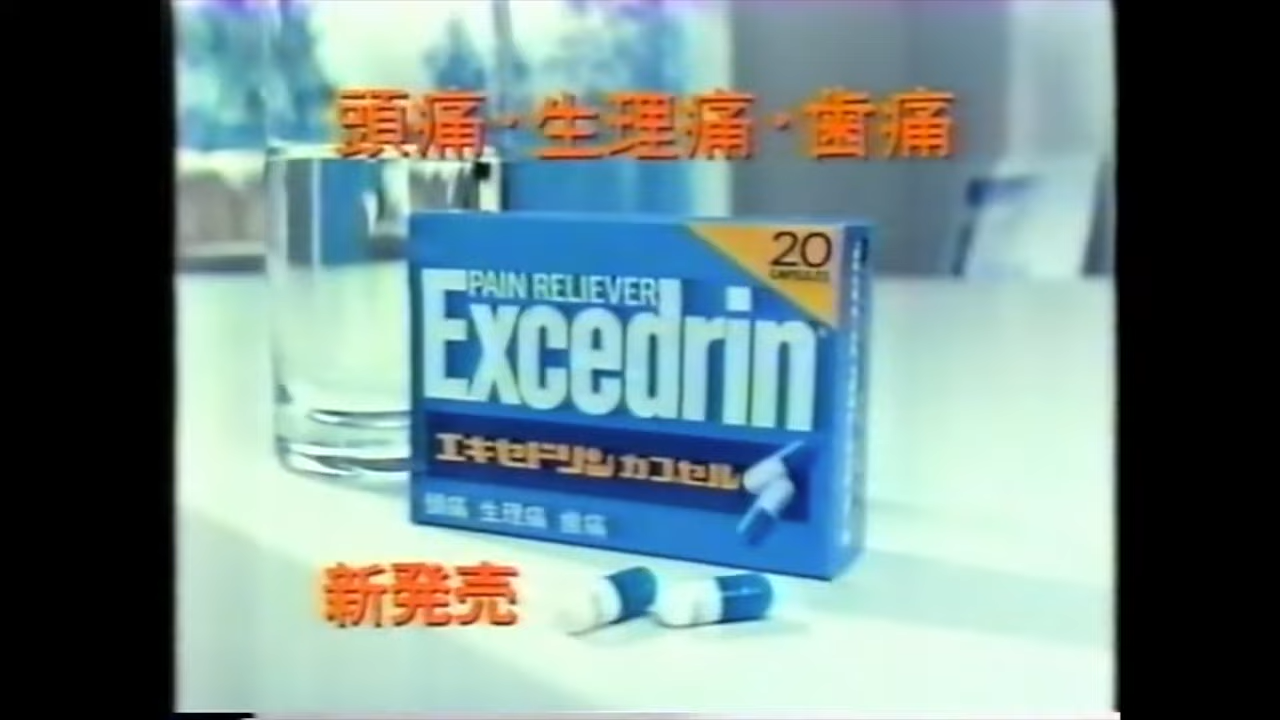 頭痛・生理痛・歯痛
20
CAPSULES
PAIN RELIEVER
Excedrin
エキセドリン カプセル
頭痛 生理痛 歯痛
新発売